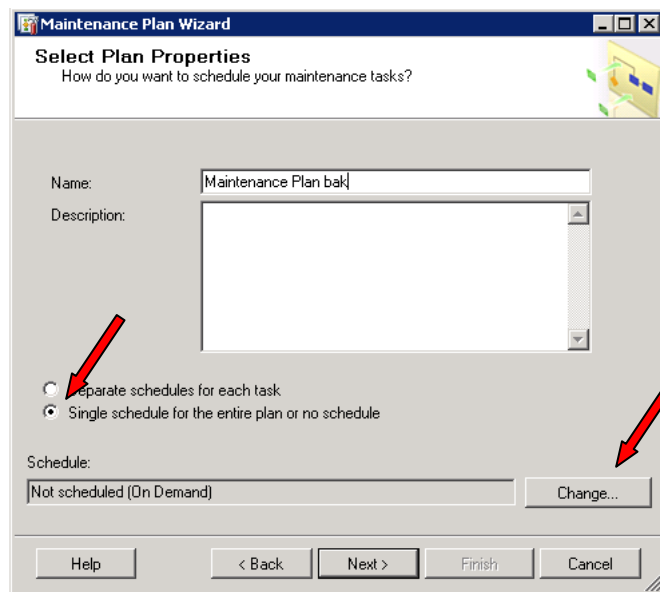 Maintenance Plan Wizard
Select Plan Properties
How do you want to schedule your maintenance tasks?
Name:
Maintenance Plan bak
Description:
Separate schedules for each task
Single schedule for the entire plan or no schedule
Schedule:
Not scheduled (On Demand)
Change...
Help
< Back
Next >
Finish
Cancel